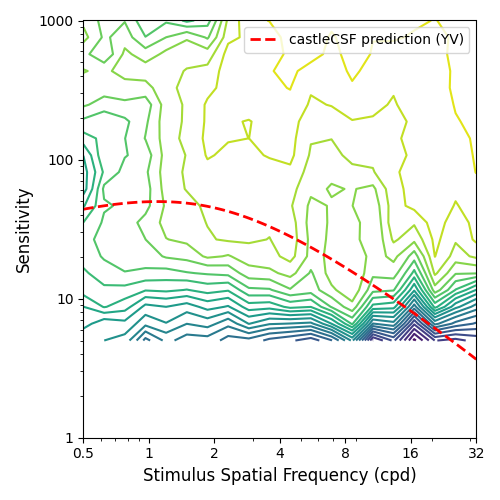 castleCSF prediction (YV)
1000
100
10
1
Sensitivity
0.5 1 2 4 8 16 32
Stimulus Spatial Frequency (cpd)